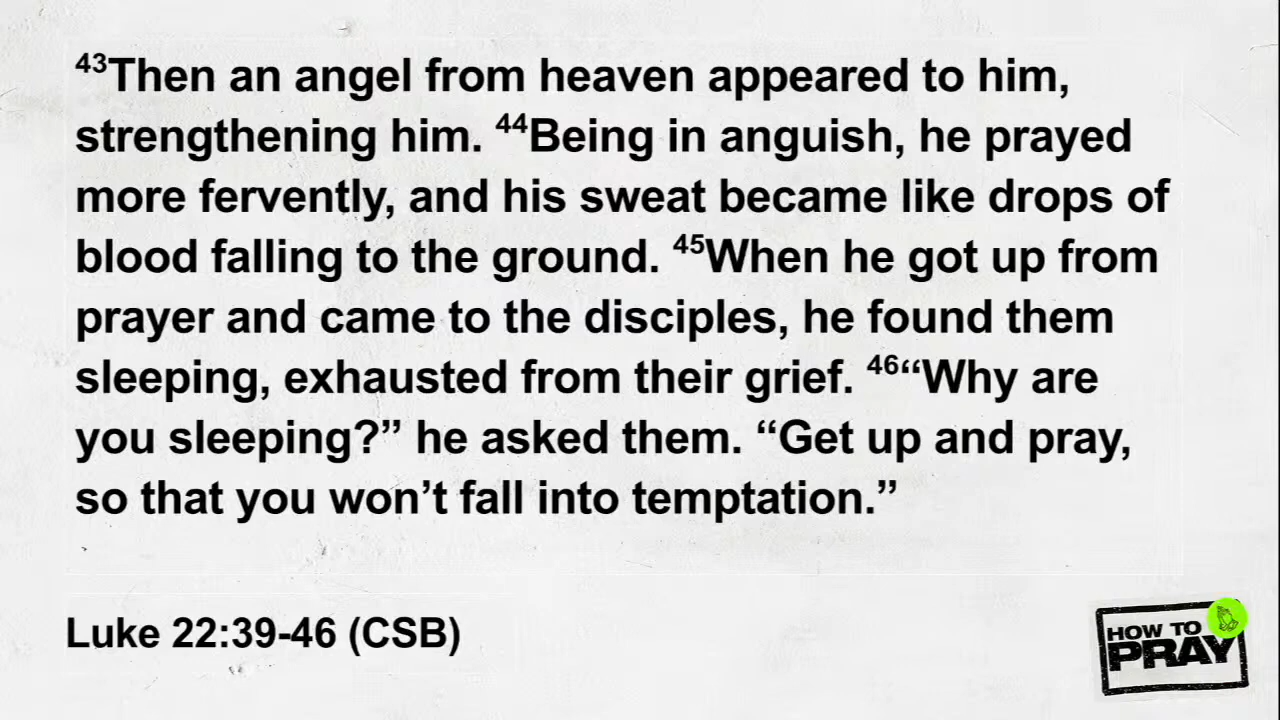 ⁴³Then an angel from heaven appeared to him,
strengthening him. ⁴⁴Being in anguish, he prayed
more fervently, and his sweat became like drops of
blood falling to the ground. ⁴⁵When he got up from
prayer and came to the disciples, he found them
sleeping, exhausted from their grief. ⁴⁶“Why are
you sleeping?” he asked them. “Get up and pray,
so that you won’t fall into temptation.”
Luke 22:39-46 (CSB)
HOW TO
PRAY